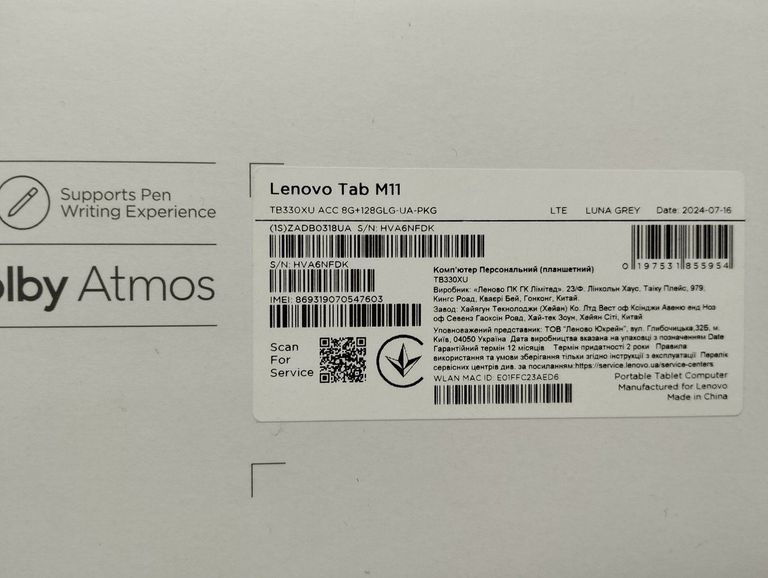 Supports Pen
Writing Experience
olby Atmos
Lenovo Tab M11
TB330XU ACC 8G+128GLG-UA-PKG LTE LUNA GREY Date: 2024-07-16
(1S)ZADB0318UA S/N: HVA6NFDK
S/N: HVA6NFDK
IMEI: 869319070547603
Scan
For
Service
0 197531 855954
Комп'ютер Персональний (планшетний)
TB330XU
Виробник: «Леново ПК ГК Лімітед», 23/Ф, Лінкольн Хаус, Таіку Плейс, 979,
Кингс Роад, Кваєрі Бей, Гонконг, Китай.
Завод: Хайягун Текнолоджи (Хейан) Ко. Лтд Вест оф Коїнджи Авеню енд Ноз
оф Севенз Гаоксін Роад, Хай-тек Зоун, Хейян Сіті, Китай
Уповноважений представник: ТОВ "Леново Юкрейн", вул. Глибочицька,32Б, м.
Київ, 04050 Україна Дата виробництва вказана на упаковці з позначенням Date
Гарантійний термін 12 місяців Термін придатності 2 роки Правила
використання та умови зберігання тільки згідно інструкції з експлуатації Перелік
сервісних центрів див. за посиланням:https://service.lenovo.ua/service-centers
WLAN MAC ID: E01FFC23AED6
Portable Tablet Computer
Manufactured for Lenovo
Made in China